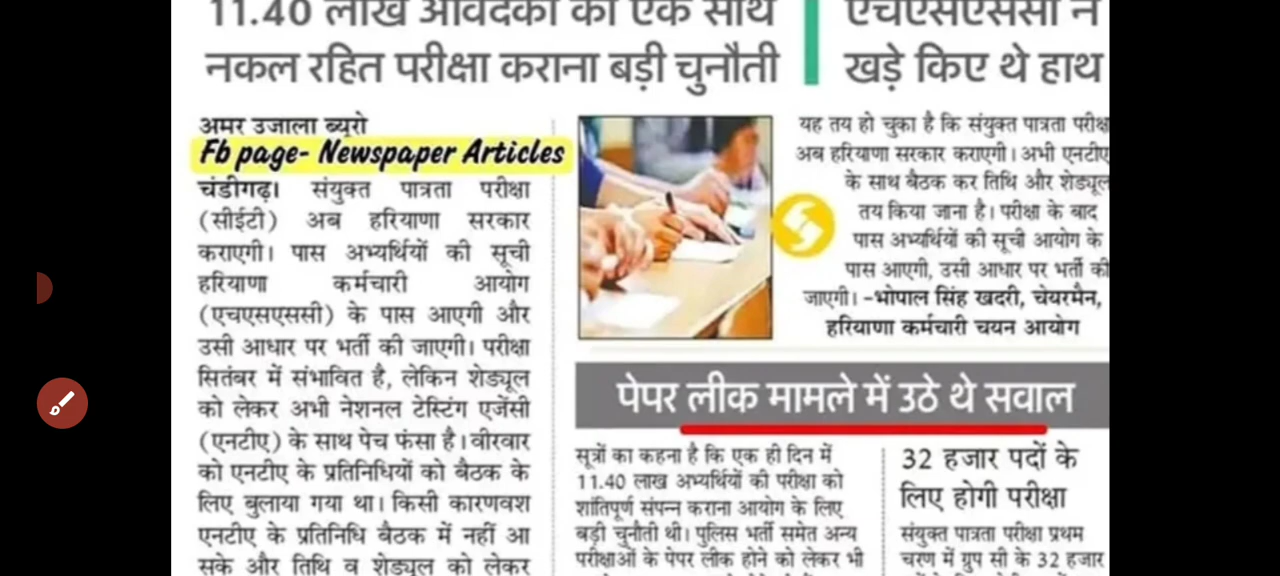 11.40 लाख आवेदकों की एक साथ
नकल रहित परीक्षा कराना बड़ी चुनौती
एचएसएससी ने
खड़े किए थे हाथ
अमर उजाला ब्यूरो
Fb page- Newspaper Articles
चंडीगढ़। संयुक्त पात्रता परीक्षा
(सीईटी) अब हरियाणा सरकार
कराएगी। पास अभ्यर्थियों की सूची
हरियाणा कर्मचारी आयोग
(एचएसएससी) के पास आएगी और
उसी आधार पर भर्ती की जाएगी। परीक्षा
सितंबर में संभावित है, लेकिन शेड्यूल
को लेकर अभी नेशनल टेस्टिंग एजेंसी
(एनटीए) के साथ पेच फंसा है। वीरवार
को एनटीए के प्रतिनिधियों को बैठक के
लिए बुलाया गया था। किसी कारणवश
एनटीए के प्रतिनिधि बैठक में नहीं आ
सके और तिथि व शेड्यूल को लेकर
यह तय हो चुका है कि संयुक्त पात्रता परीक्ष
अब हरियाणा सरकार कराएगी। अभी एनटीए
के साथ बैठक कर तिथि और शेड्यूल
तय किया जाना है। परीक्षा के बाद
पास अभ्यर्थियों की सूची आयोग के
पास आएगी, उसी आधार पर भर्ती की
जाएगी। -भोपाल सिंह खदरी, चेयरमैन,
हरियाणा कर्मचारी चयन आयोग
पेपर लीक मामले में उठे थे सवाल
सूत्रों का कहना है कि एक ही दिन में
11.40 लाख अभ्यर्थियों की परीक्षा को
शांतिपूर्ण संपन्न कराना आयोग के लिए
बड़ी चुनौती थी। पुलिस भर्ती समेत अन्य
परीक्षाओं के पेपर लीक होने को लेकर भी
32 हजार पदों के
लिए होगी परीक्षा
संयुक्त पात्रता परीक्षा प्रथम
चरण में ग्रुप सी के 32 हजार